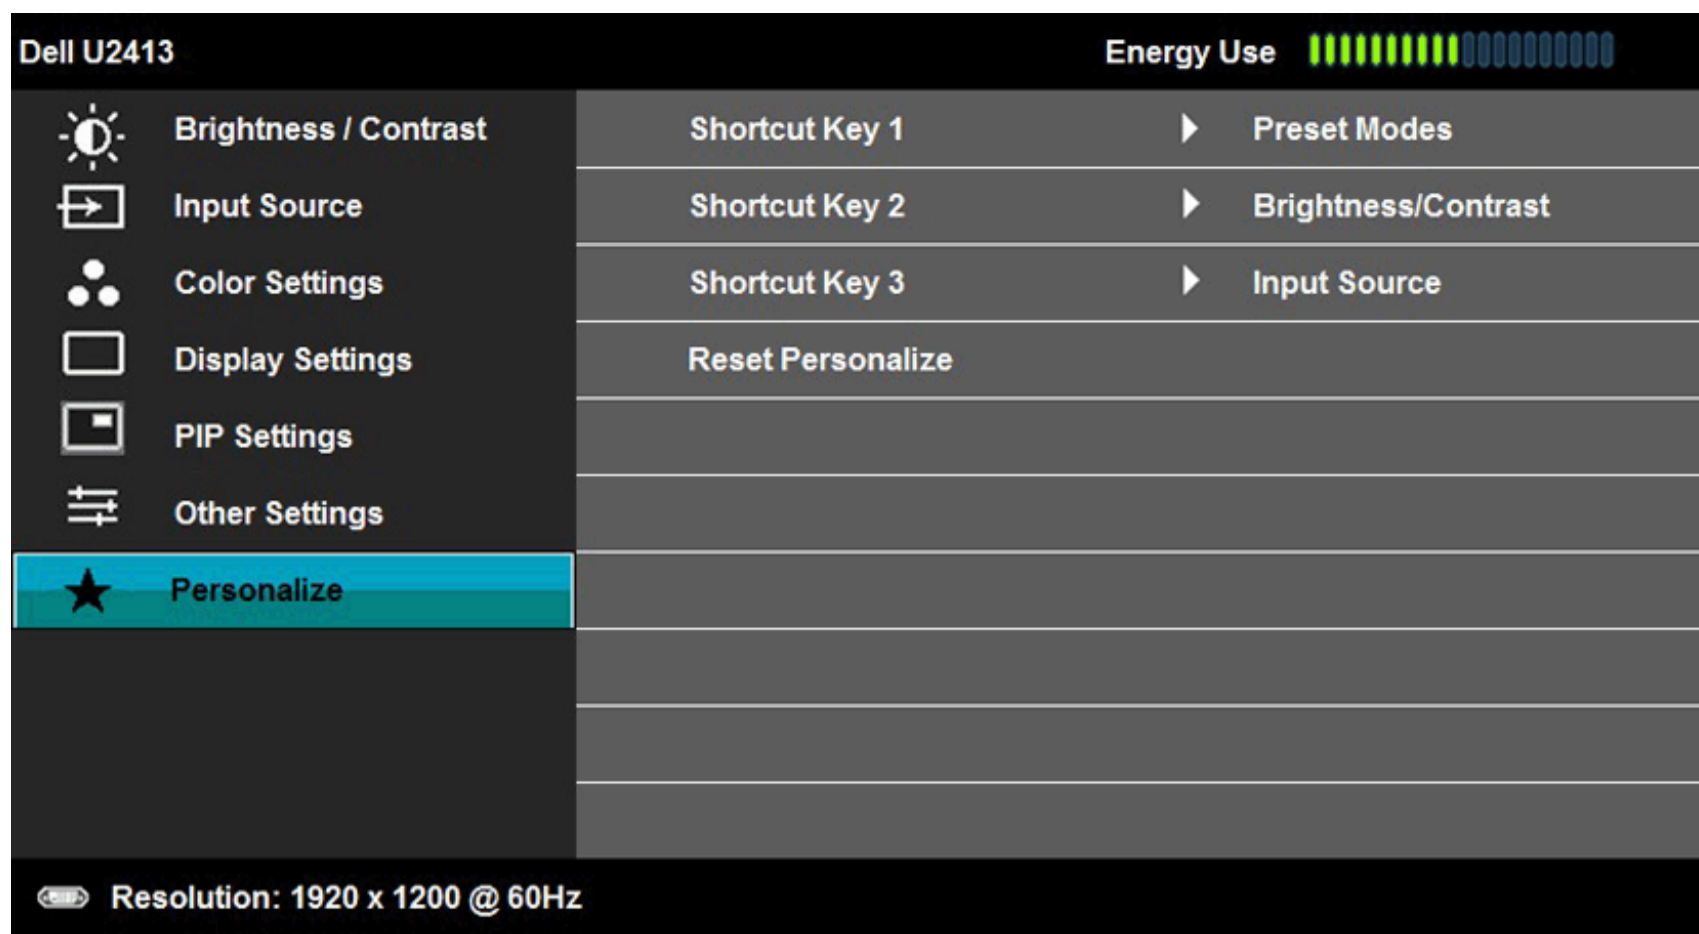 Dell U2413 Energy Use
Brightness / Contrast Shortcut Key 1 Preset Modes
Input Source Shortcut Key 2 Brightness/Contrast
Color Settings Shortcut Key 3 Input Source
Display Settings Reset Personalize
PIP Settings
Other Settings
Personalize
Resolution: 1920 x 1200 @ 60Hz